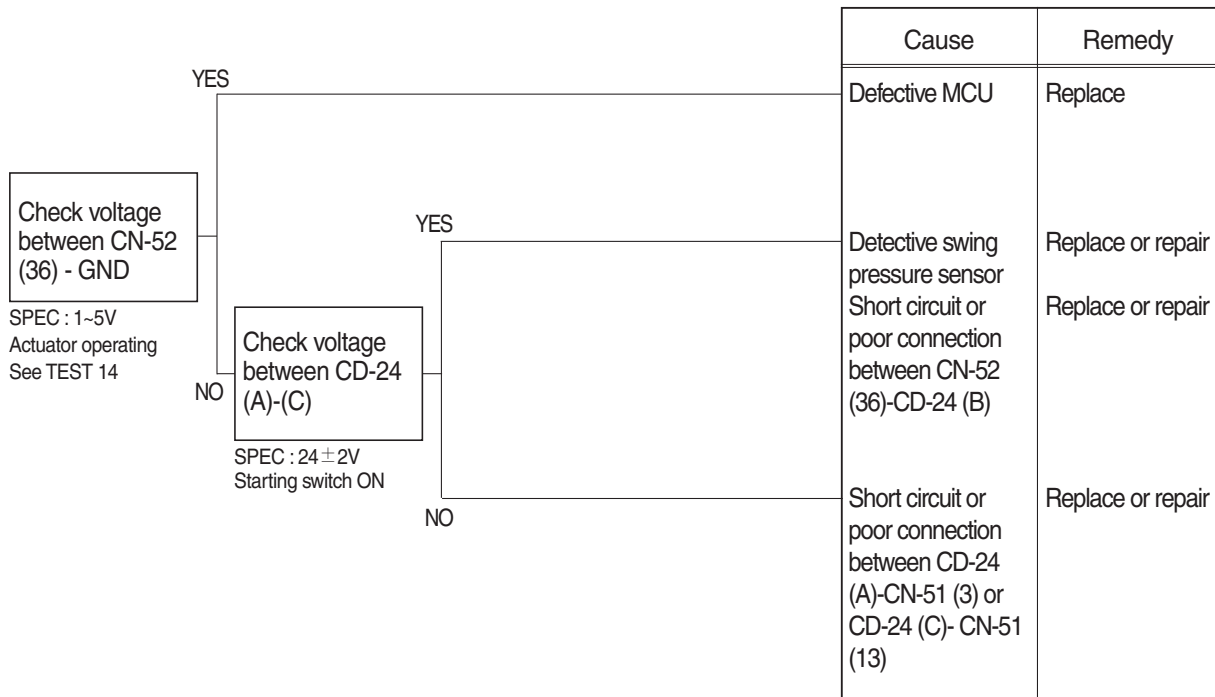 Cause
Remedy
YES
Defective MCU
Replace
Check voltage
between CN-52
(36) - GND
SPEC : 1~5V
Actuator operating
See TEST 14
YES
Detective swing
pressure sensor
Replace or repair
Short circuit or
poor connection
between CN-52
(36)-CD-24 (B)
Replace or repair
NO
Check voltage
between CD-24
(A)-(C)
SPEC : 24±2V
Starting switch ON
NO
Short circuit or
poor connection
between CD-24
(A)-CN-51 (3) or
CD-24 (C)- CN-51
(13)
Replace or repair